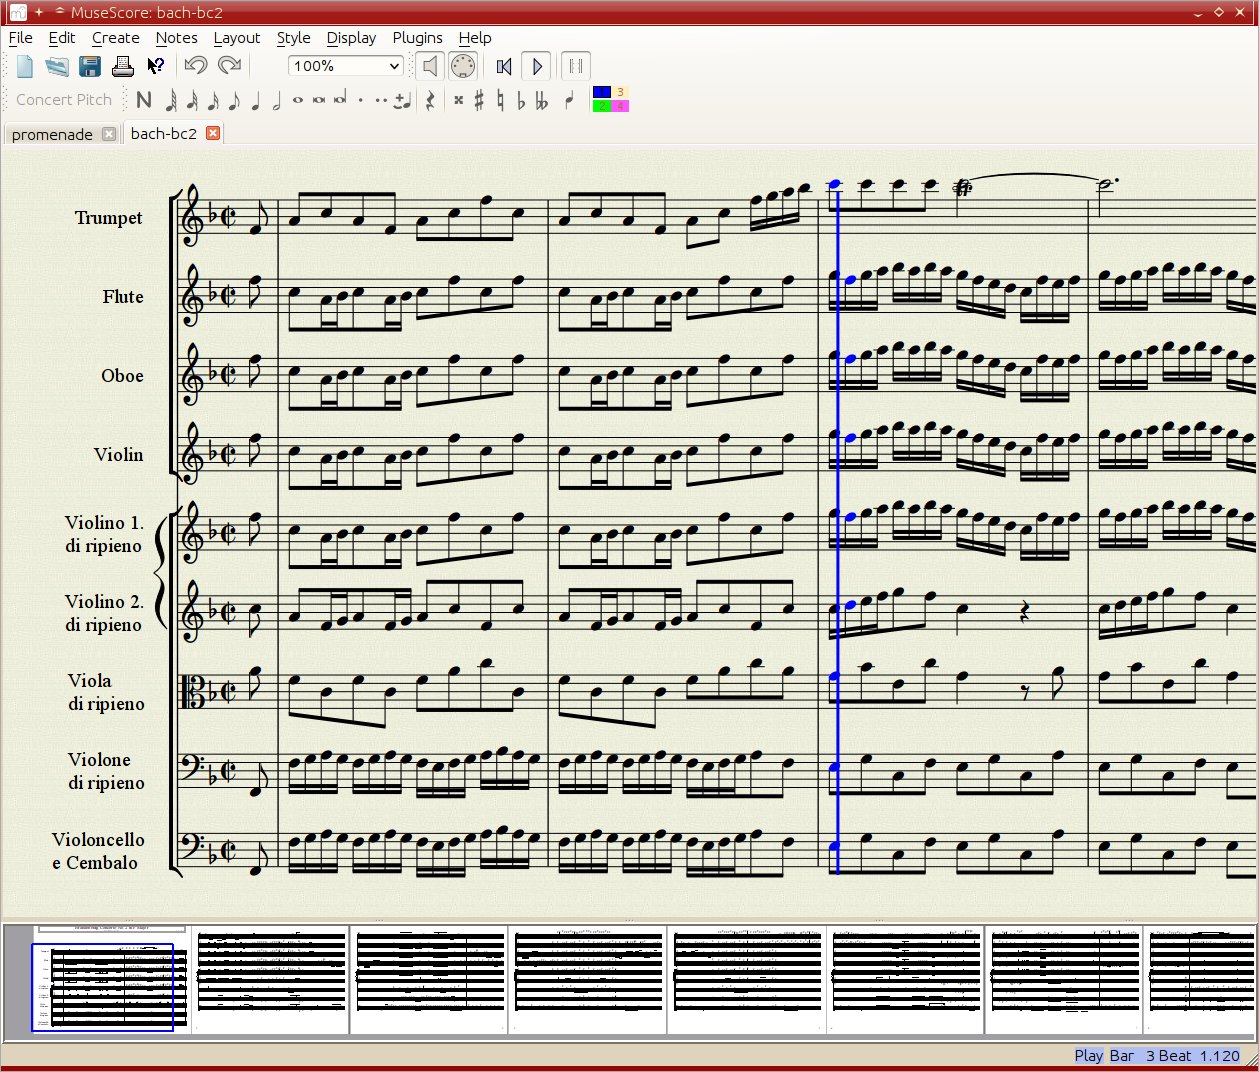 MuseScore: bach-bc2
File Edit Create Notes Layout Style Display Plugins Help
100%
Concert Pitch N 1 3
2 4
promenade bach-bc2
Trumpet
Flute
Oboe
Violin
Violino 1.
di ripieno
Violino 2.
di ripieno
Viola
di ripieno
Violone
di ripieno
Violoncello
e Cembalo
Play Bar 3 Beat 1.120